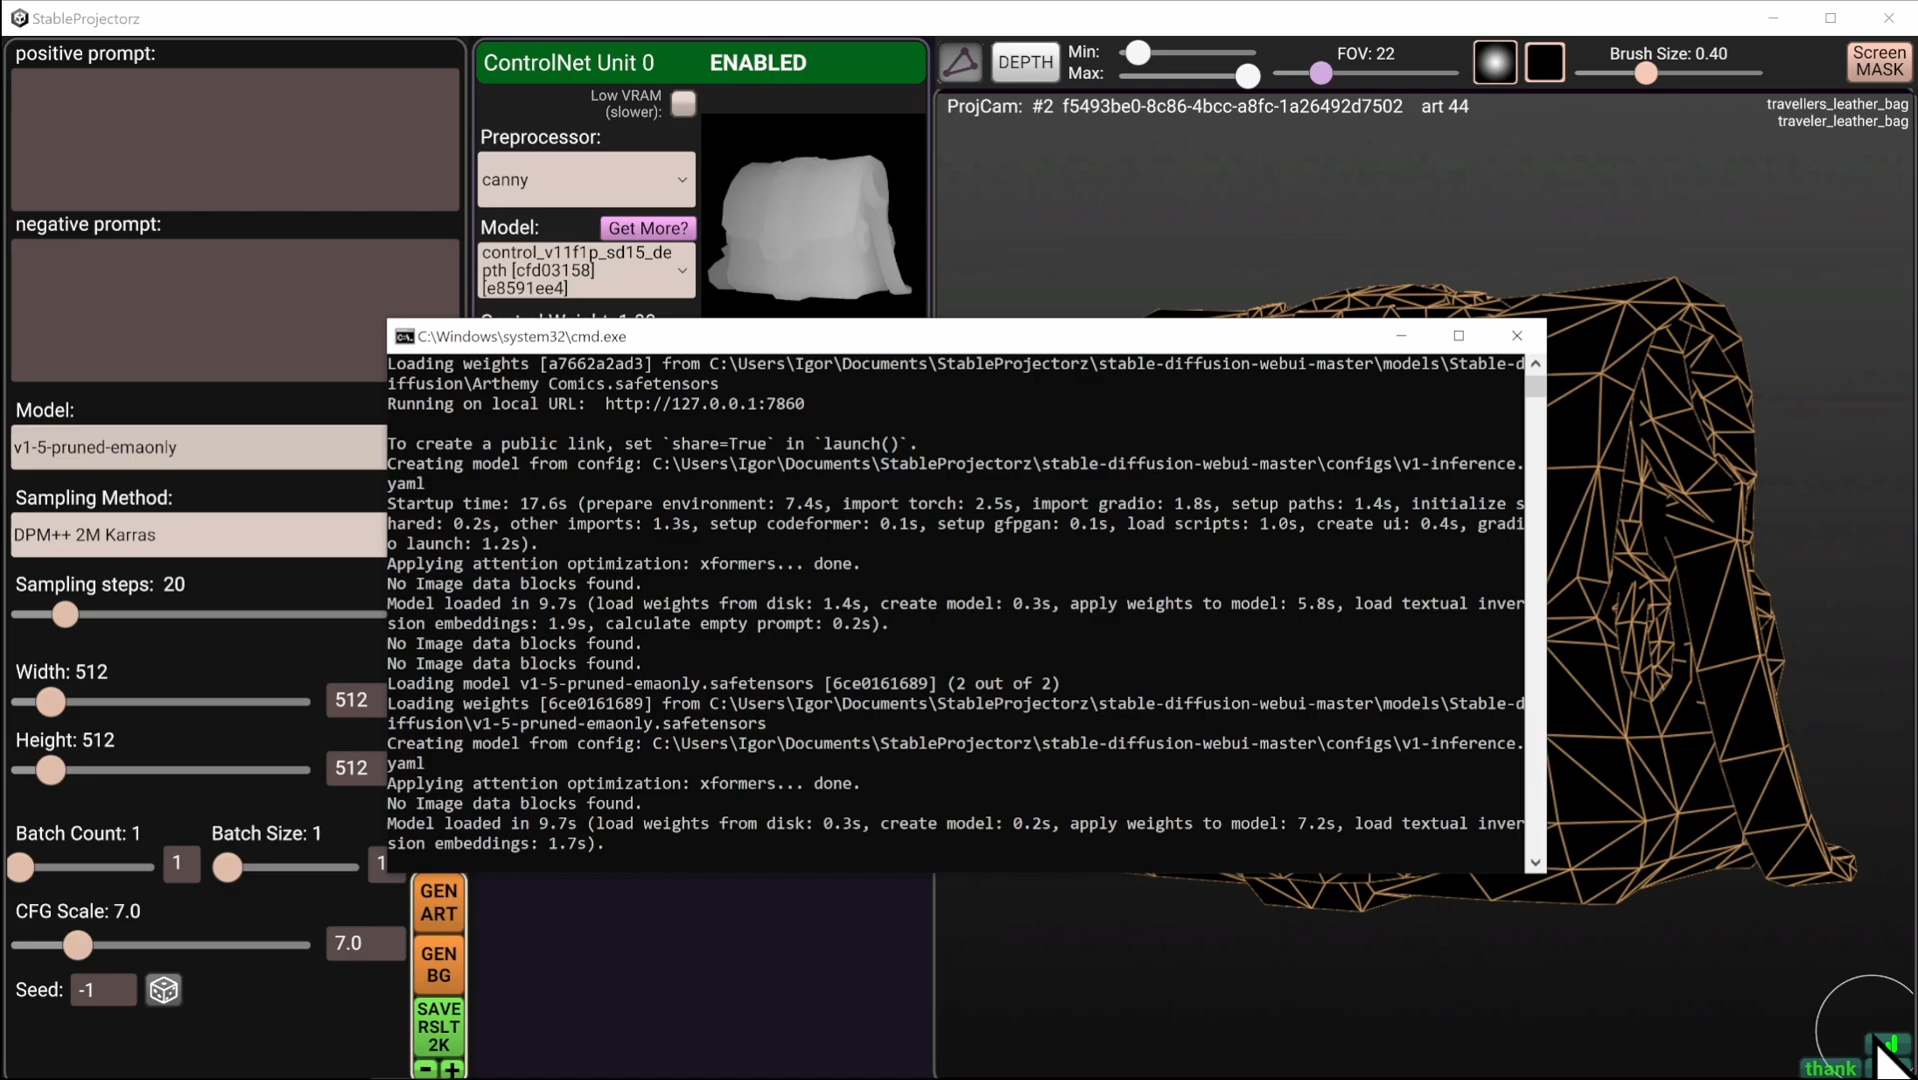 StableProjectorz
positive prompt:
negative prompt:
Model:
v1-5-pruned-emaonly
Sampling Method:
DPM++ 2M Karras
Sampling steps: 20
Width: 512
512
Height: 512
512
Batch Count: 1
Batch Size: 1
1
1
CFG Scale: 7.0
7.0
Seed: -1
GEN
ART
GEN
BG
SAVE
RSLT
2K
- +
ControlNet Unit 0 ENABLED
Low VRAM
(slower):
Preprocessor:
canny
Model: Get More?
control_v11f1p_sd15_de
pth [cfd03158]
[e8591ee4]
DEPTH
Min:
Max:
FOV: 22
Brush Size: 0.40
Screen
MASK
ProjCam: #2 f5493be0-8c86-4bcc-a8fc-1a26492d7502 art 44
travellers_leather_bag
traveler_leather_bag
C:\Windows\system32\cmd.exe
Loading weights [a7662a2ad3] from C:\Users\Igor\Documents\StableProjectorz\stable-diffusion-webui-master\models\Stable-d
iffusion\Arthemy Comics.safetensors
Running on local URL:  http://127.0.0.1:7860
To create a public link, set `share=True` in `launch()`.
Creating model from config: C:\Users\Igor\Documents\StableProjectorz\stable-diffusion-webui-master\configs\v1-inference.
yaml
Startup time: 17.6s (prepare environment: 7.4s, import torch: 2.5s, import gradio: 1.8s, setup paths: 1.4s, initialize s
hared: 0.2s, other imports: 1.3s, setup codeformer: 0.1s, setup gfpgan: 0.1s, load scripts: 1.0s, create ui: 0.4s, gradi
o launch: 1.2s).
Applying attention optimization: xformers... done.
No Image data blocks found.
Model loaded in 9.7s (load weights from disk: 1.4s, create model: 0.3s, apply weights to model: 5.8s, load textual inver
sion embeddings: 1.9s, calculate empty prompt: 0.2s).
No Image data blocks found.
No Image data blocks found.
Loading model v1-5-pruned-emaonly.safetensors [6ce0161689] (2 out of 2)
Loading weights [6ce0161689] from C:\Users\Igor\Documents\StableProjectorz\stable-diffusion-webui-master\models\Stable-d
iffusion\v1-5-pruned-emaonly.safetensors
Creating model from config: C:\Users\Igor\Documents\StableProjectorz\stable-diffusion-webui-master\configs\v1-inference.
yaml
Applying attention optimization: xformers... done.
No Image data blocks found.
Model loaded in 9.7s (load weights from disk: 0.3s, create model: 0.2s, apply weights to model: 7.2s, load textual inver
sion embeddings: 1.7s).
thank